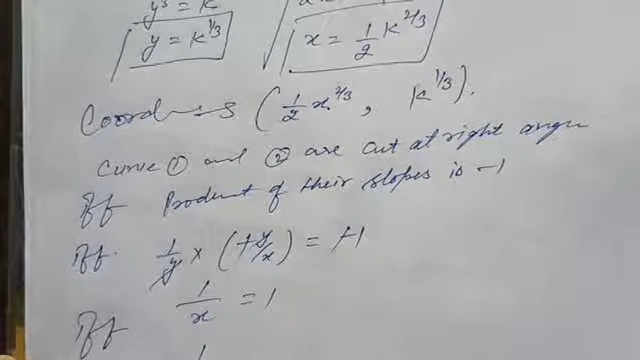 y³ = k
y = k^1/3
x = 1/2 k^2/3
Coordinates (1/2 x^2/3, k^1/3).
Curve ① and ② are cut at right angle
Iff Product of their slopes is -1
Iff. 1/y × (+y/x) = +1
Iff 1/x = 1
1